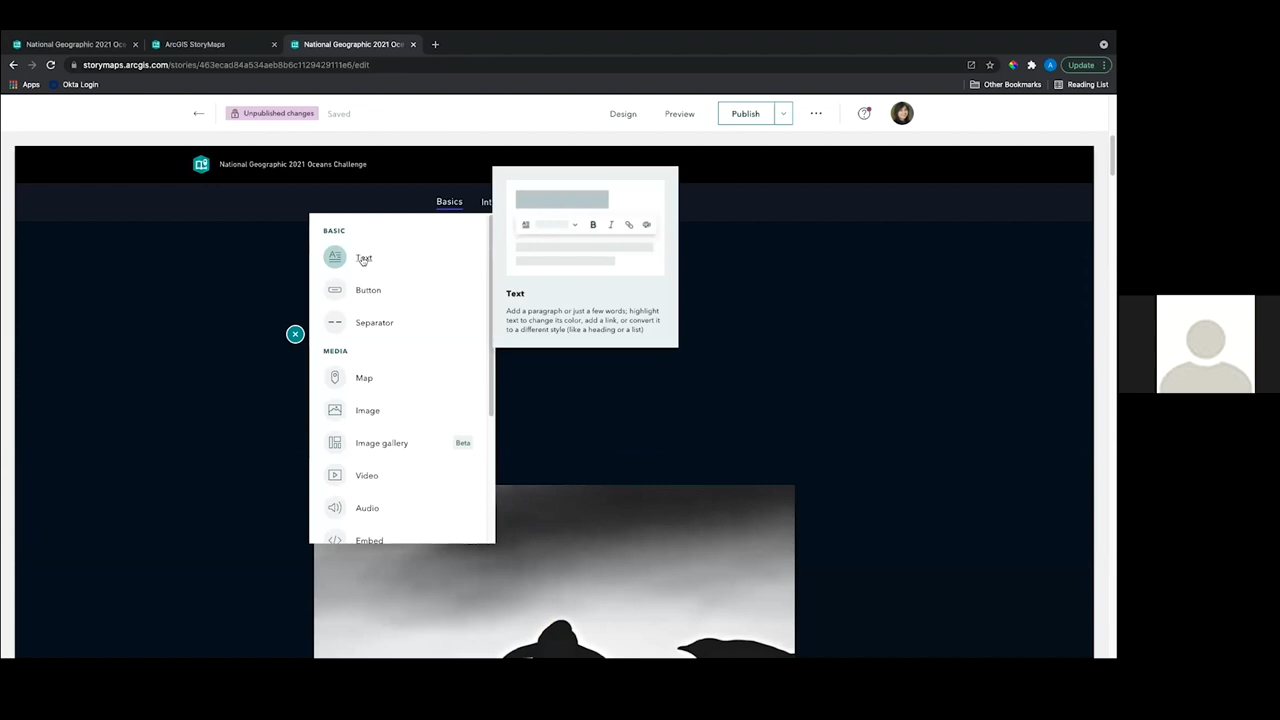 National Geographic 2021 Oce
ArcGIS StoryMaps
National Geographic 2021 Oce
storymaps.arcgis.com/stories/463ecad84a534aeb8b6c1129429111e6/edit
Update
Apps
Okta Login
Other Bookmarks
Reading List
Unpublished changes
Saved
Design
Preview
Publish
National Geographic 2021 Oceans Challenge
Basics
Int
BASIC
Text
Button
Separator
MEDIA
Map
Image
Image gallery
Beta
Video
Audio
Embed
B
I
Text
Add a paragraph or just a few words; highlight
text to change its color, add a link, or convert it
to a different style (like a heading or a list)